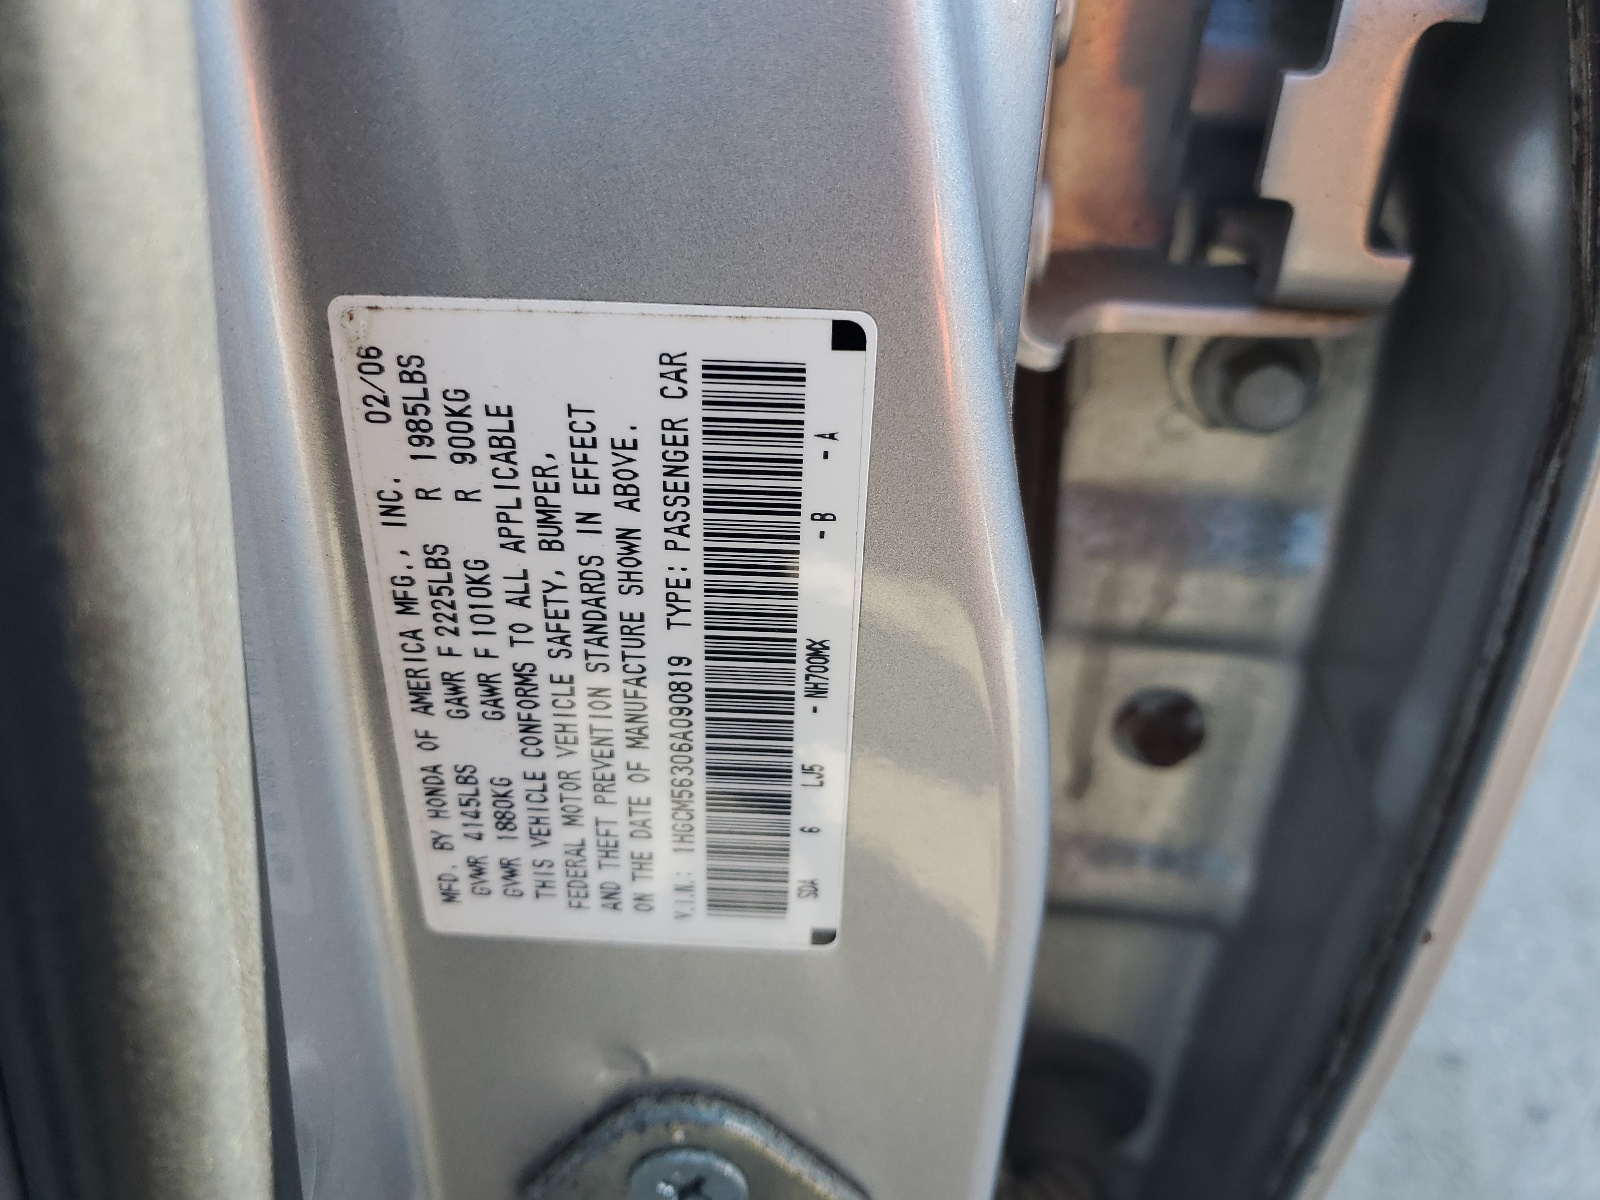 MFD. BY HONDA OF AMERICA MFG., INC. 02/06
GVWR 4145LBS GAWR F 2225LBS R 1985LBS
GVWR 1880KG GAWR F 1010KG R 900KG
THIS VEHICLE CONFORMS TO ALL APPLICABLE
FEDERAL MOTOR VEHICLE SAFETY, BUMPER,
AND THEFT PREVENTION STANDARDS IN EFFECT
ON THE DATE OF MANUFACTURE SHOWN ABOVE.
V.I.N.: 1HGCM56306A090819 TYPE: PASSENGER CAR
SDA 6 LJ5 - NH700MX - B - A